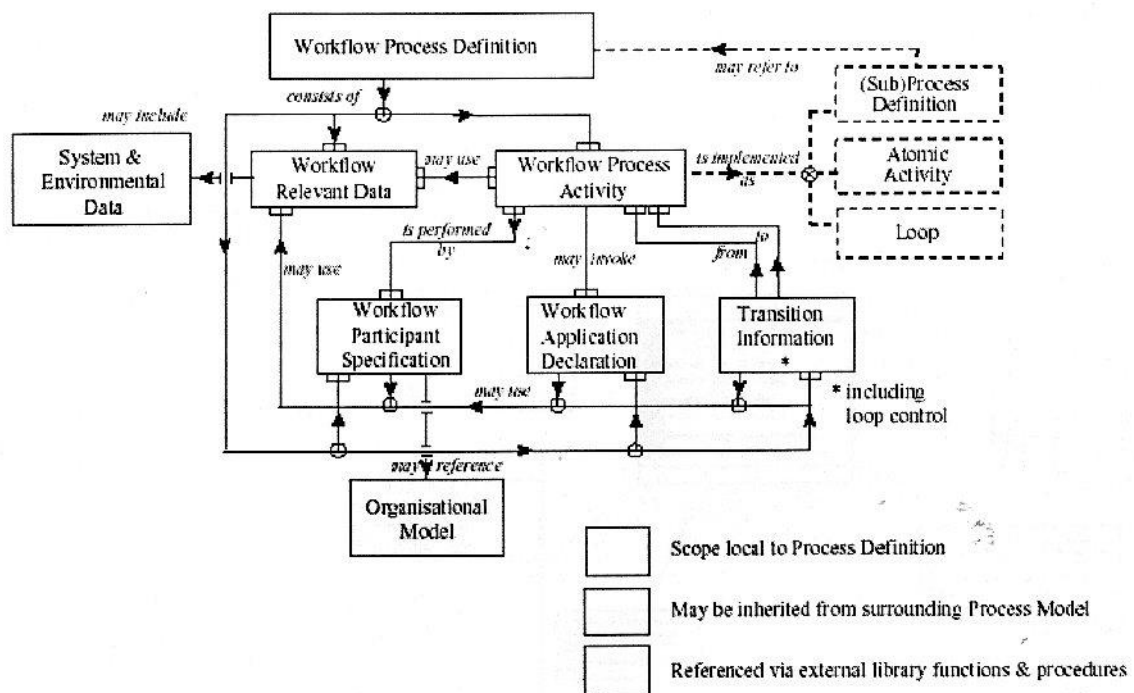 Workflow Process Definition
may refer to
(Sub)Process
Definition
consists of
may include
System &
Environmental
Data
Workflow
Relevant Data
may use
Workflow Process
Activity
is implemented
as
Atomic
Activity
Loop
is performed
by
may use
may invoke
from
to
Workflow
Participant
Specification
Workflow
Application
Declaration
Transition
Information
*
may use
* including
loop control
may reference
Organisational
Model
Scope local to Process Definition
May be inherited from surrounding Process Model
Referenced via external library functions & procedures